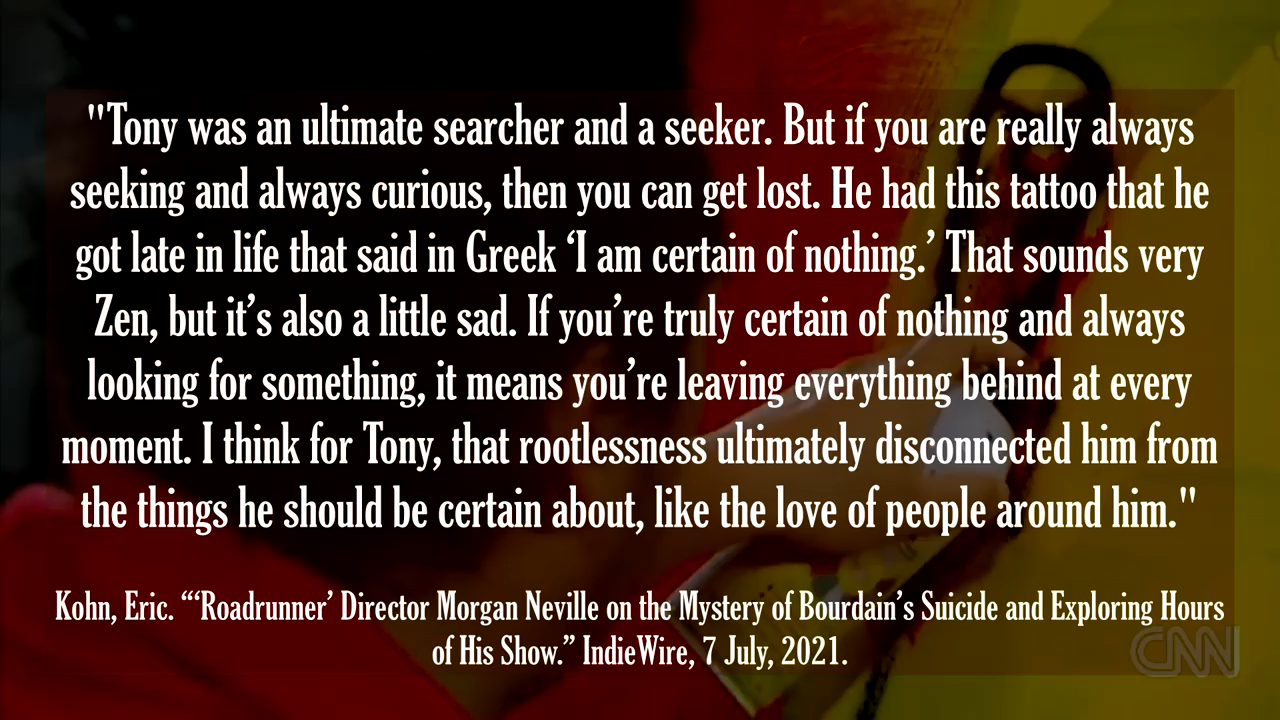 "Tony was an ultimate searcher and a seeker. But if you are really always
seeking and always curious, then you can get lost. He had this tattoo that he
got late in life that said in Greek ‘I am certain of nothing.’ That sounds very
Zen, but it’s also a little sad. If you’re truly certain of nothing and always
looking for something, it means you’re leaving everything behind at every
moment. I think for Tony, that rootlessness ultimately disconnected him from
the things he should be certain about, like the love of people around him."
Kohn, Eric. “‘Roadrunner’ Director Morgan Neville on the Mystery of Bourdain’s Suicide and Exploring Hours
of His Show.” IndieWire, 7 July, 2021.
CNN